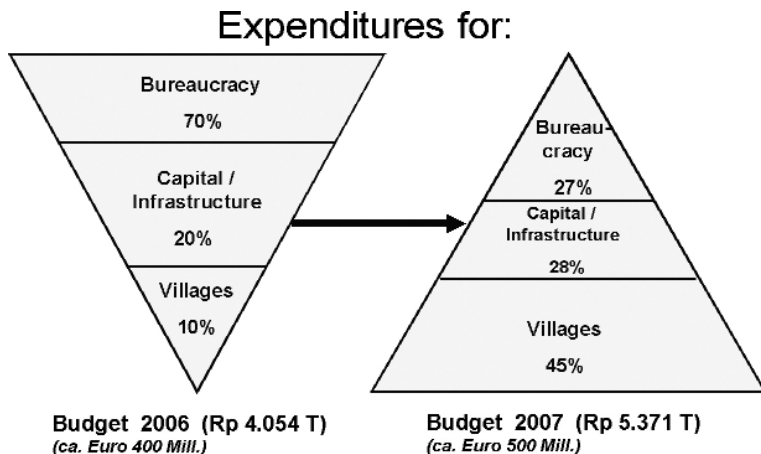 Expenditures for:
Bureaucracy
70%
Capital /
Infrastructure
20%
Villages
10%
Budget 2006 (Rp 4.054 T)
(ca. Euro 400 Mill.)
Bureau-
cracy
27%
Capital /
Infrastructure
28%
Villages
45%
Budget 2007 (Rp 5.371 T)
(ca. Euro 500 Mill.)